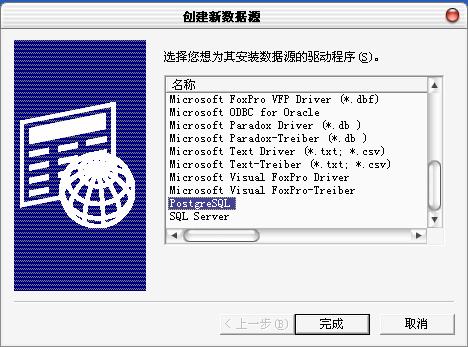 创建新数据源
选择您想为其安装数据源的驱动程序(S)。
名称
Microsoft FoxPro VFP Driver (*.dbf)
Microsoft ODBC for Oracle
Microsoft Paradox Driver (*.db )
Microsoft Paradox-Treiber (*.db )
Microsoft Text Driver (*.txt; *.csv)
Microsoft Text-Treiber (*.txt; *.csv)
Microsoft Visual FoxPro Driver
Microsoft Visual FoxPro-Treiber
PostgreSQL
SQL Server
< 上一步(B) 完成 取消